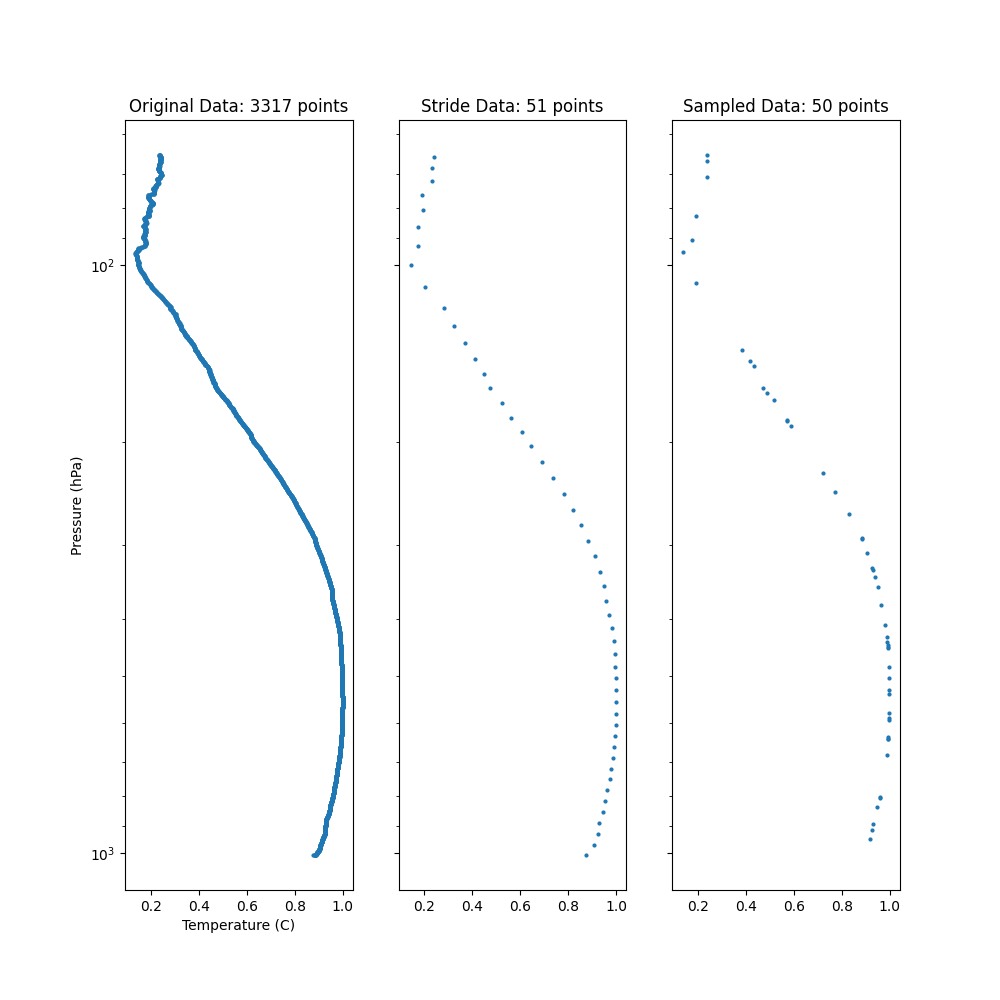 Original Data: 3317 points
Stride Data: 51 points
Sampled Data: 50 points
10²
10³
Pressure (hPa)
0.2 0.4 0.6 0.8 1.0
0.2 0.4 0.6 0.8 1.0
0.2 0.4 0.6 0.8 1.0
Temperature (C)